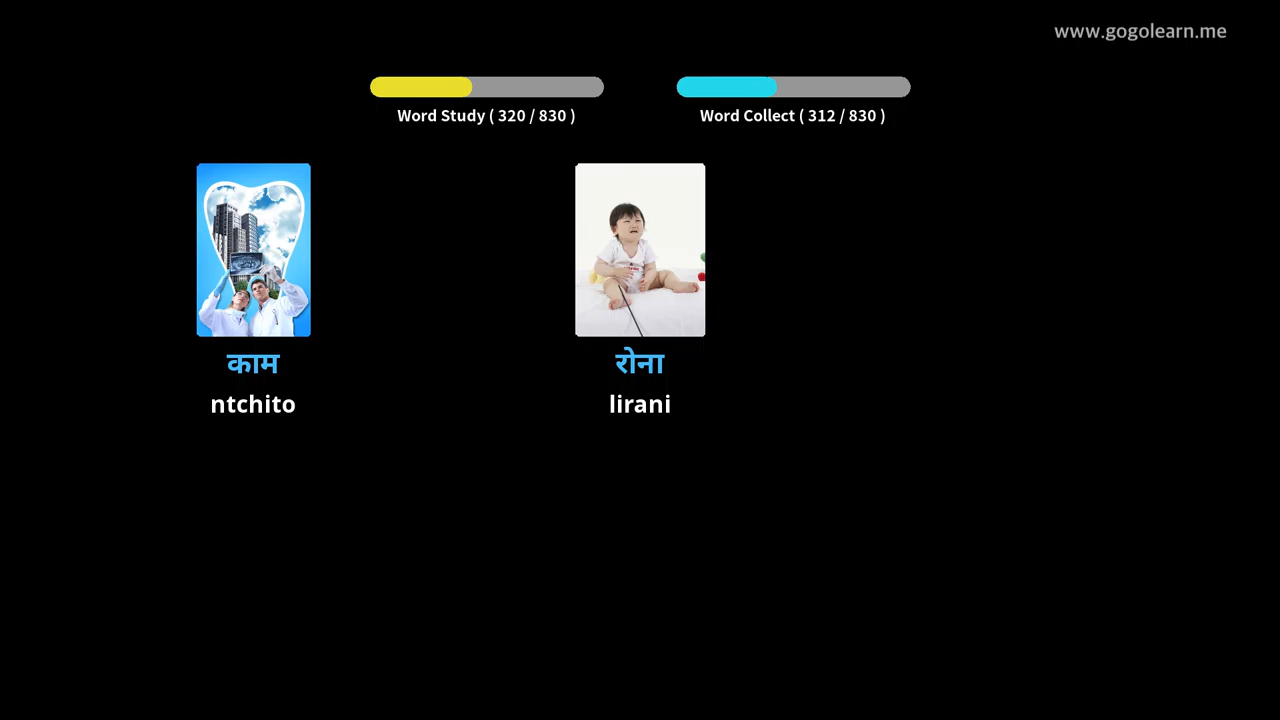 www.gogolearn.me
Word Study ( 320 / 830 )
Word Collect ( 312 / 830 )
काम
रोना
ntchito
lirani